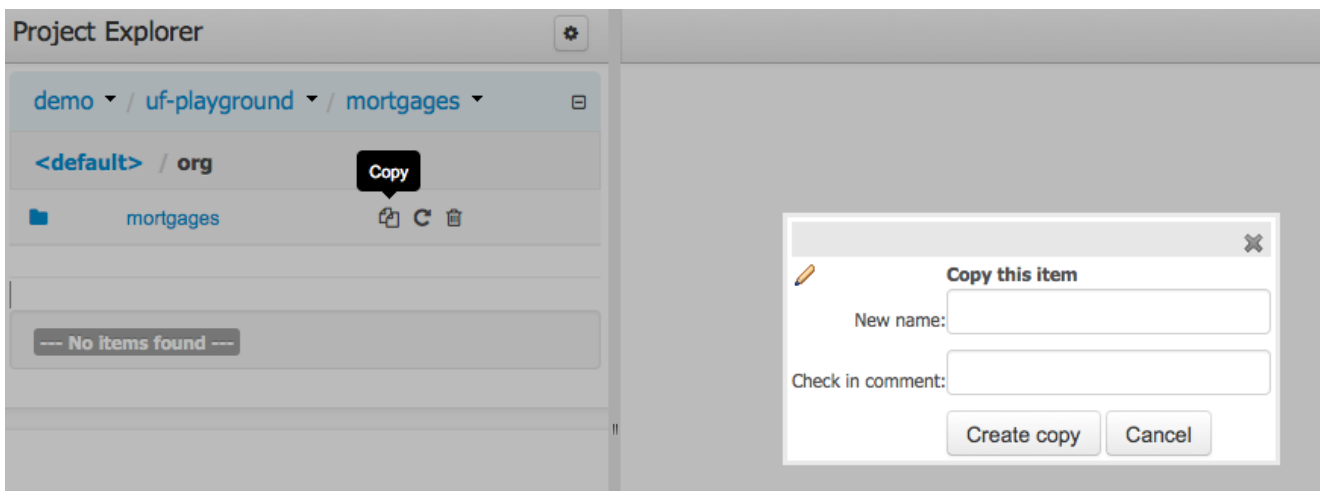 Project Explorer
demo / uf-playground / mortgages
<default> / org
Copy
mortgages
--- No items found ---
Copy this item
New name:
Check in comment:
Create copy Cancel